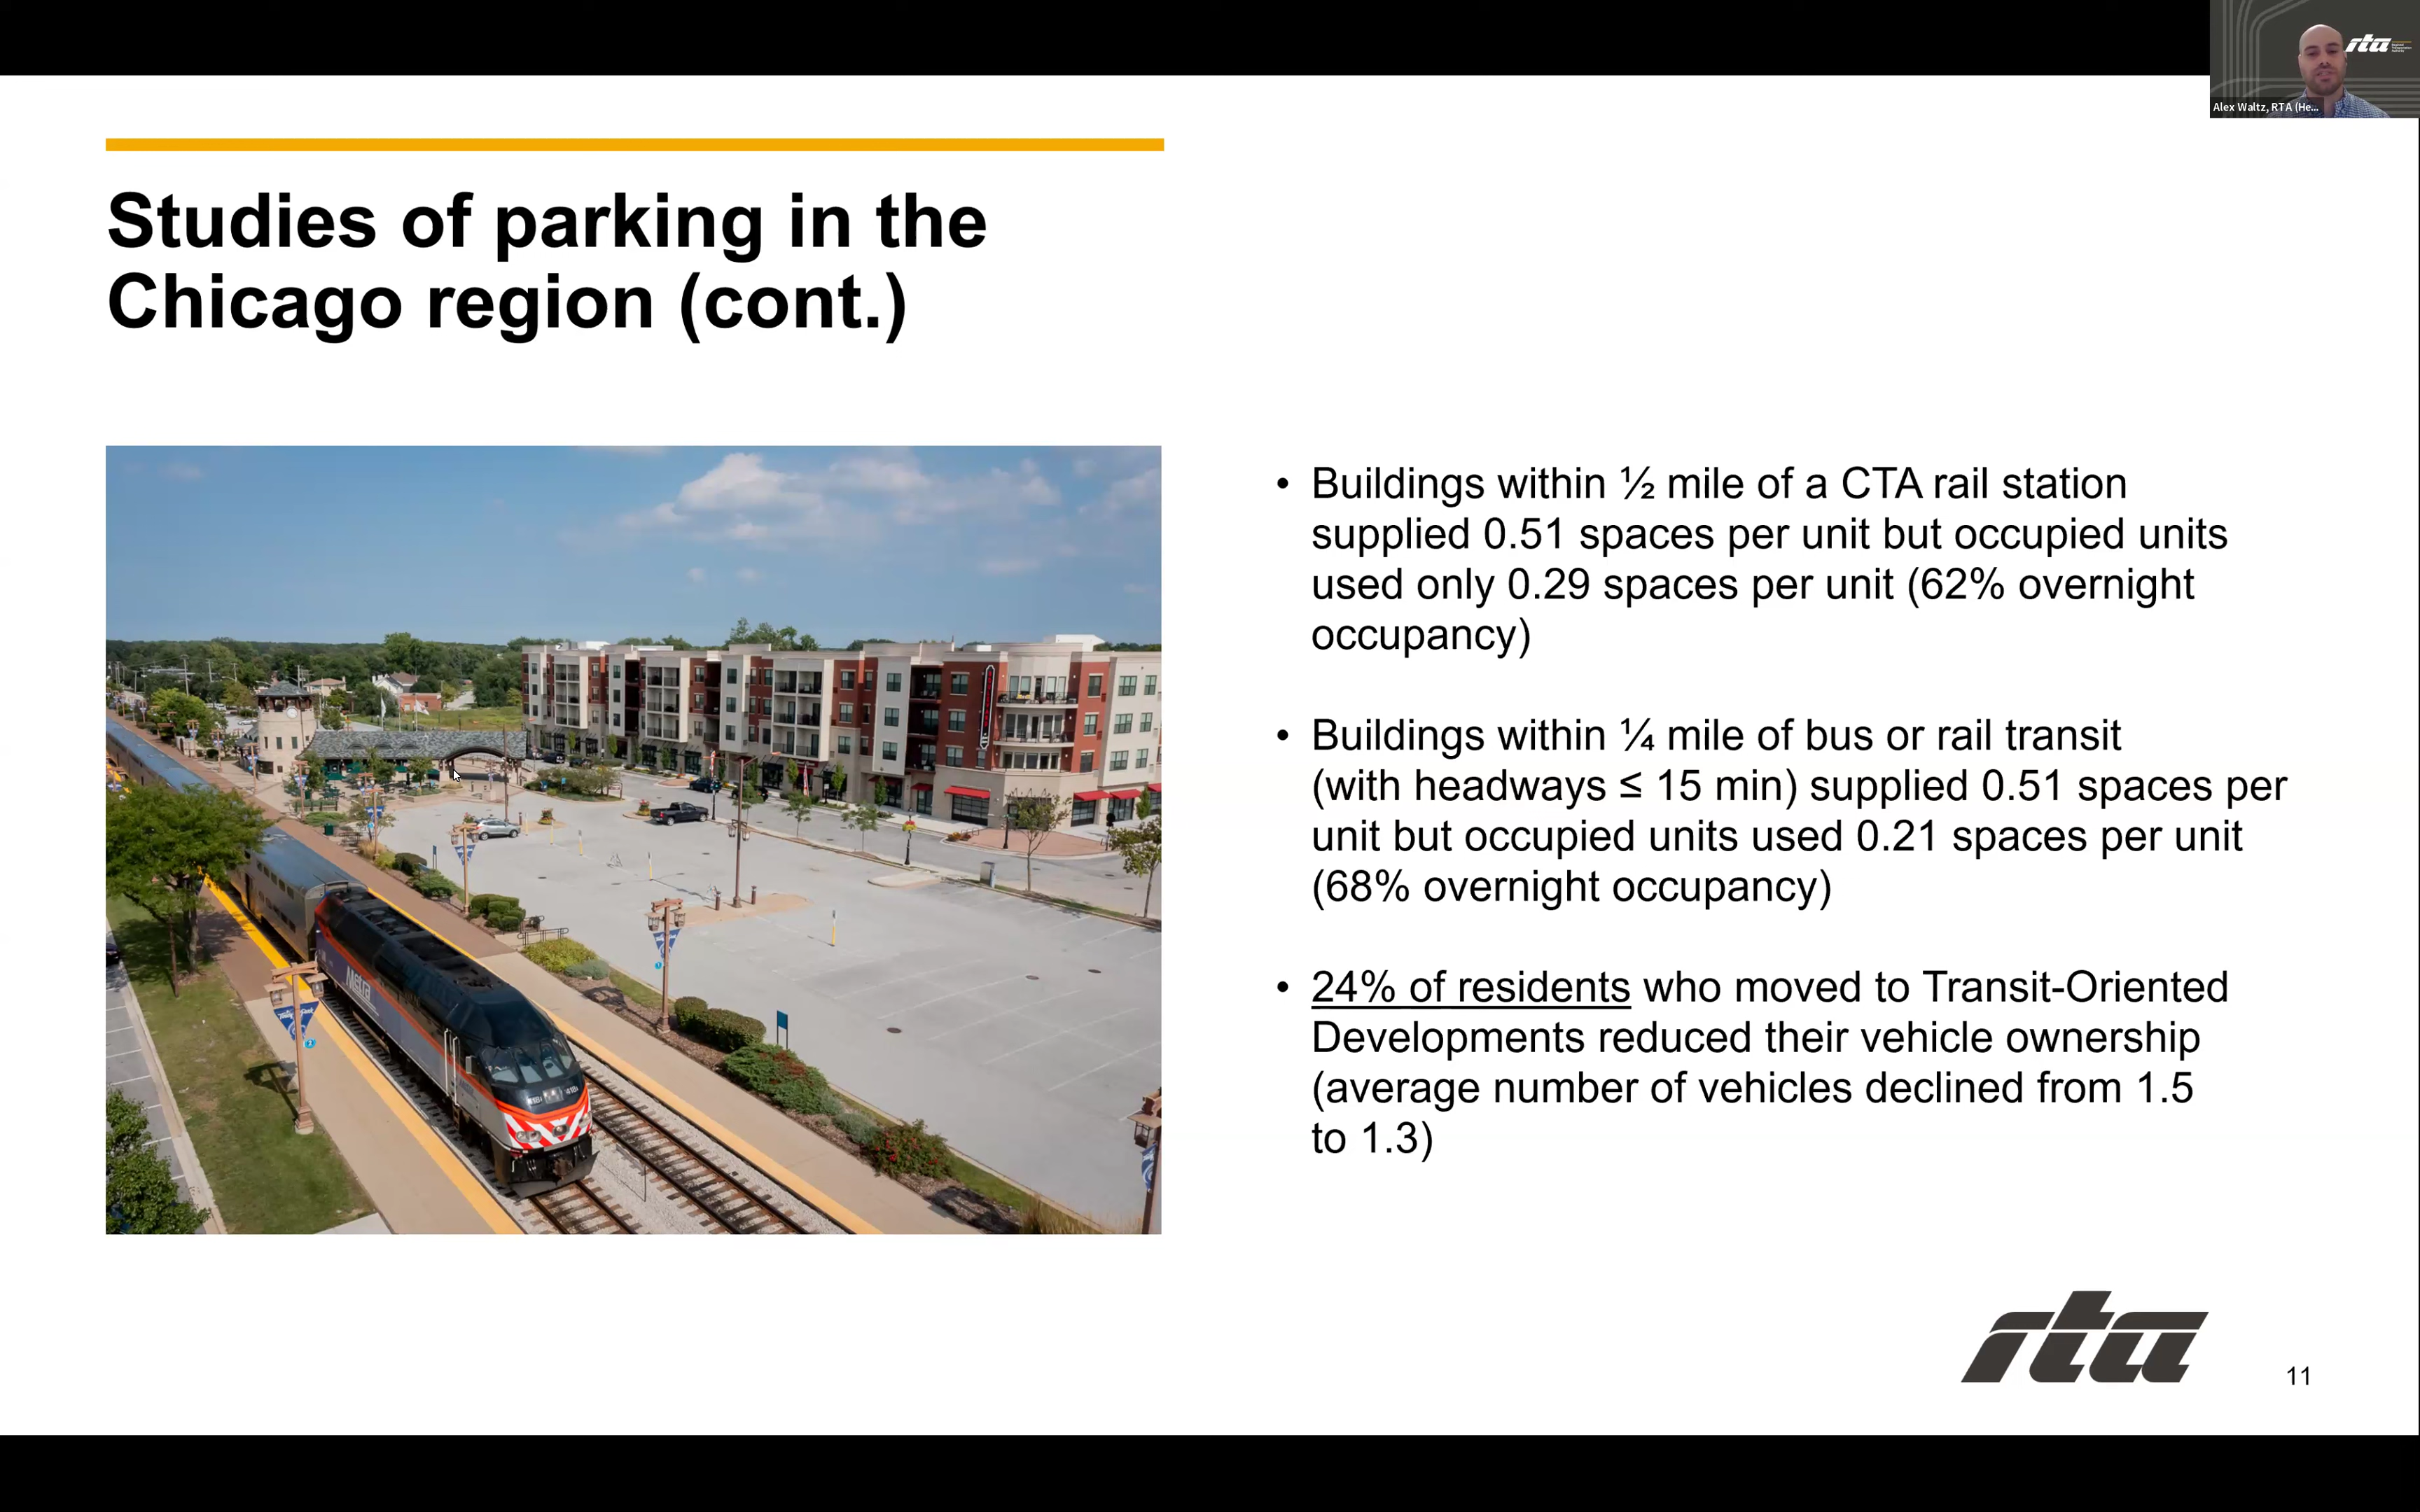 rta
Alex Waltz, RTA (He...
Studies of parking in the
Chicago region (cont.)
• Buildings within ½ mile of a CTA rail station
supplied 0.51 spaces per unit but occupied units
used only 0.29 spaces per unit (62% overnight
occupancy)
• Buildings within ¼ mile of bus or rail transit
(with headways ≤ 15 min) supplied 0.51 spaces per
unit but occupied units used 0.21 spaces per unit
(68% overnight occupancy)
• 24% of residents who moved to Transit-Oriented
Developments reduced their vehicle ownership
(average number of vehicles declined from 1.5
to 1.3)
Metra
rta
11